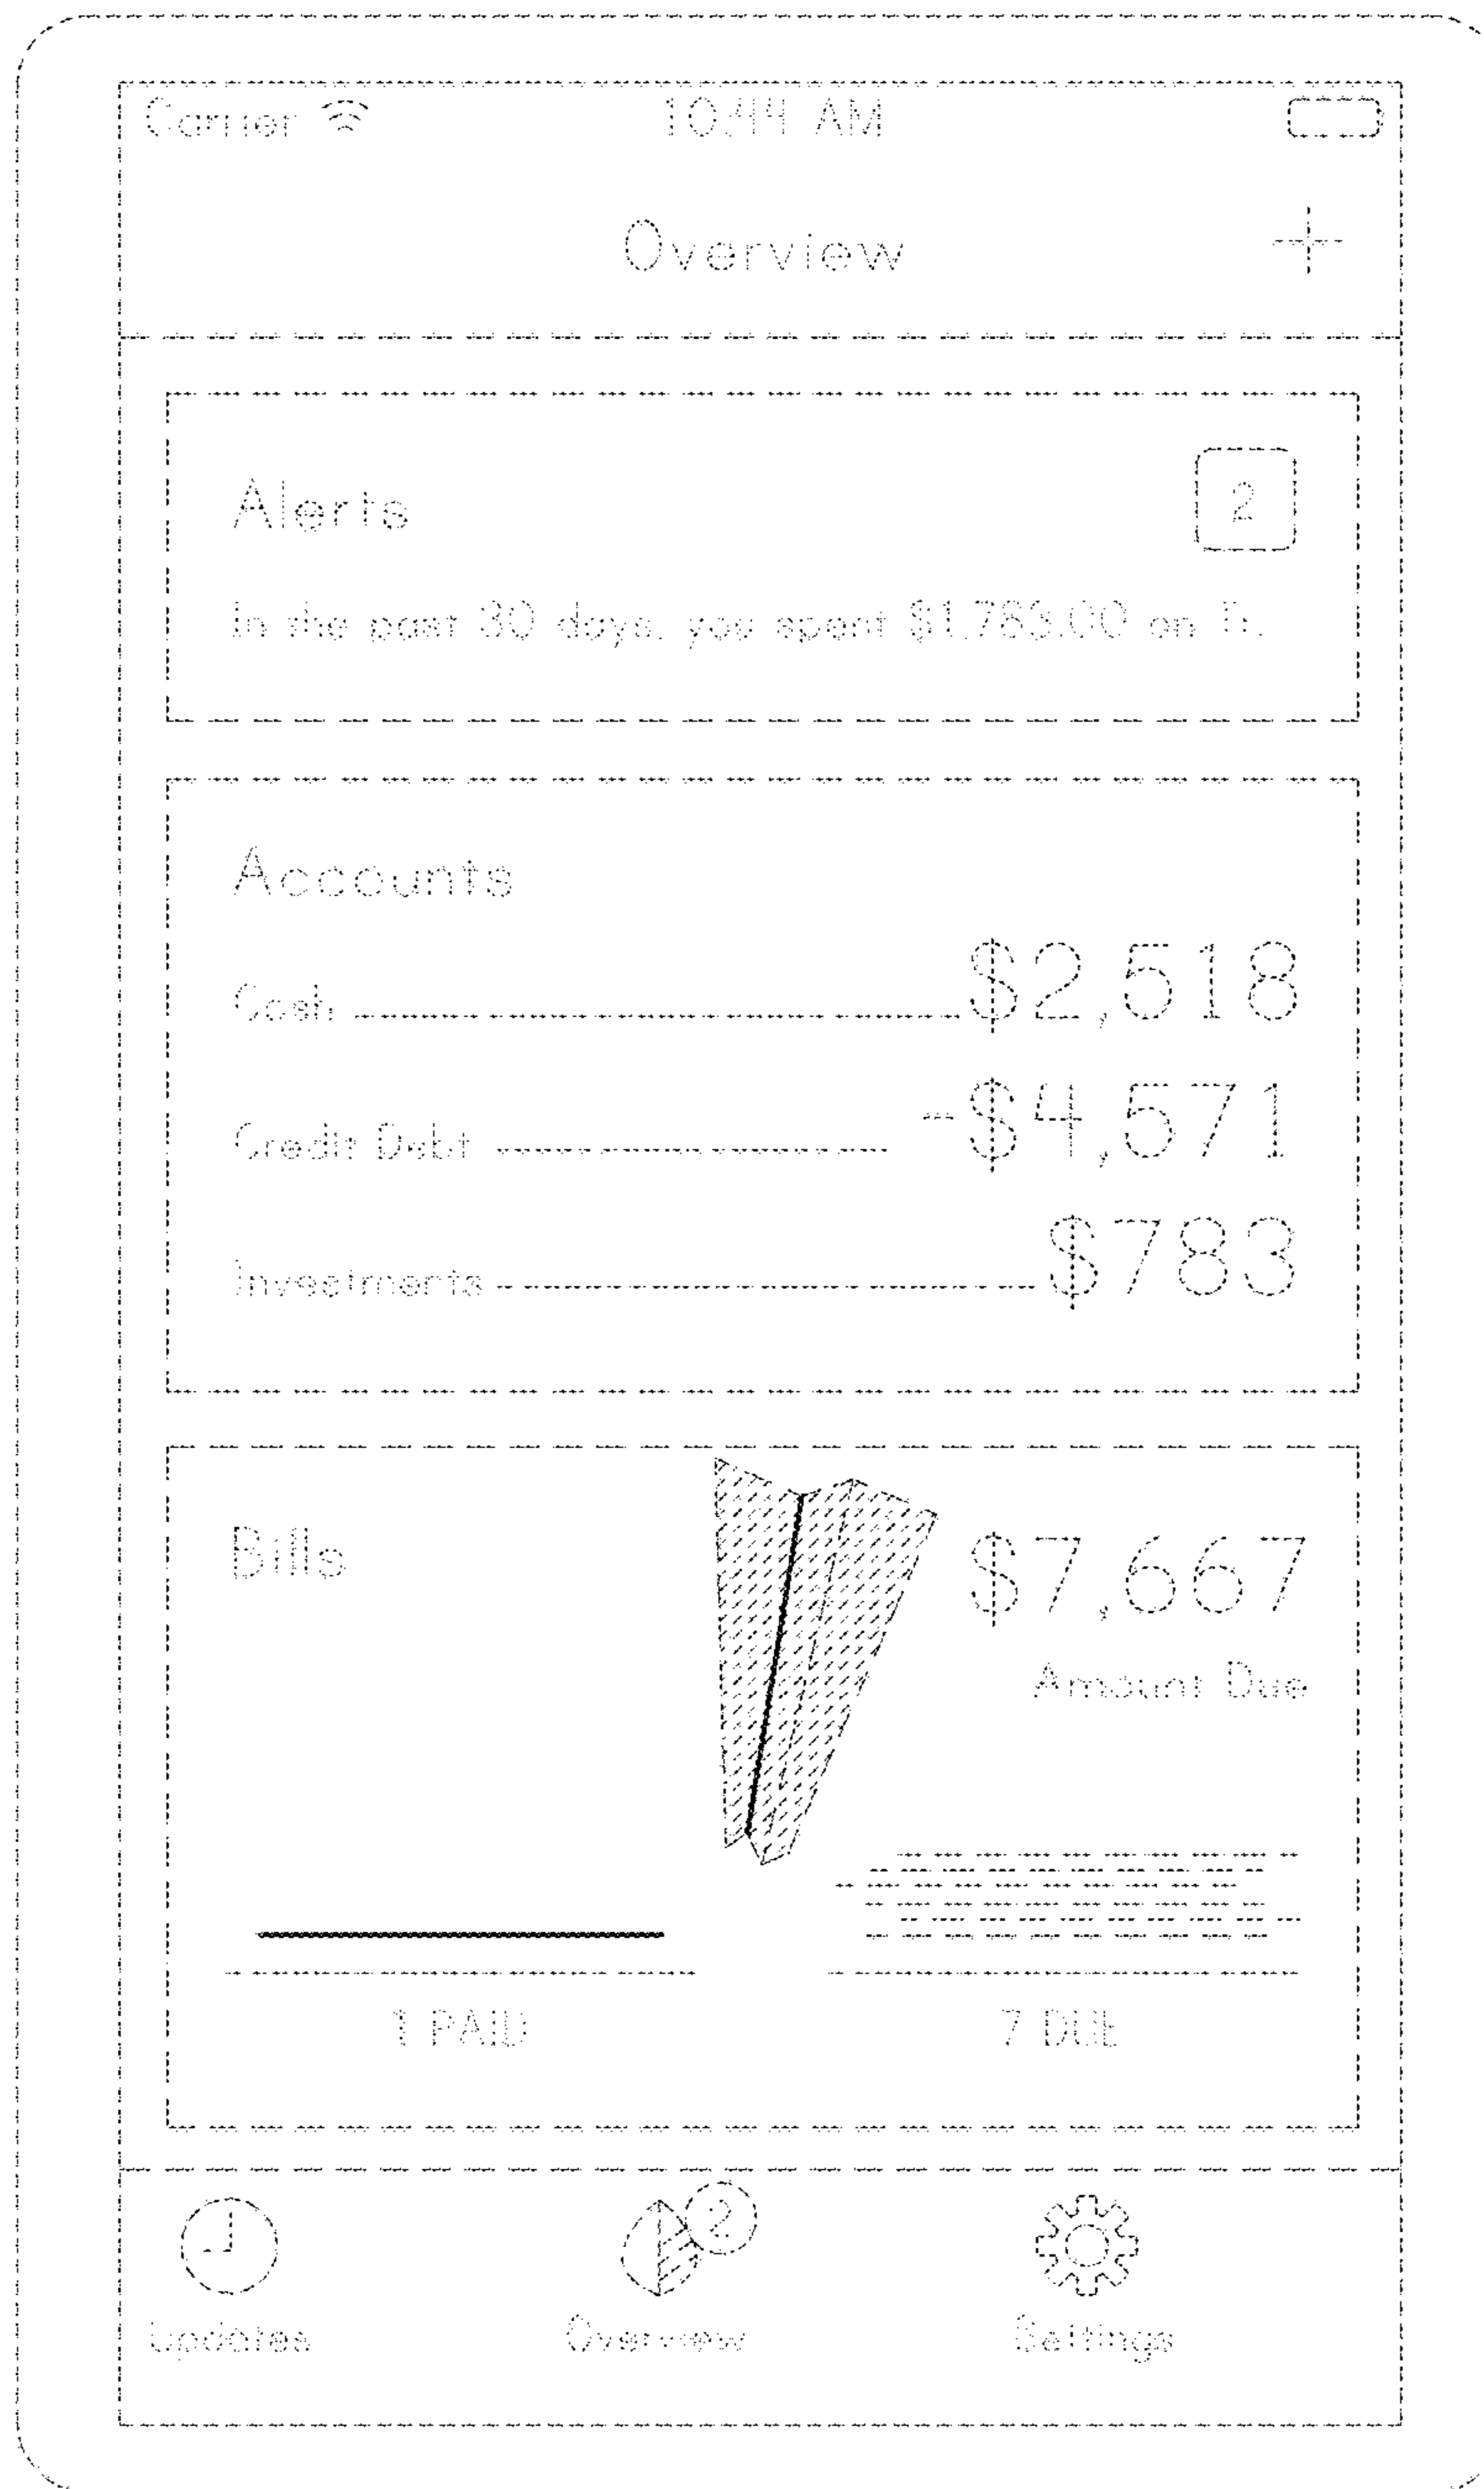 Carrier 10:44 AM
Overview +
Alerts 2
In the past 30 days, you spent $1,783.00 on Tr.
Accounts
Cash $2,518
Credit Debt -$4,571
Investments $783
Bills $7,667
Amount Due
1 PAID 7 DUE
2
Updates Overview Settings